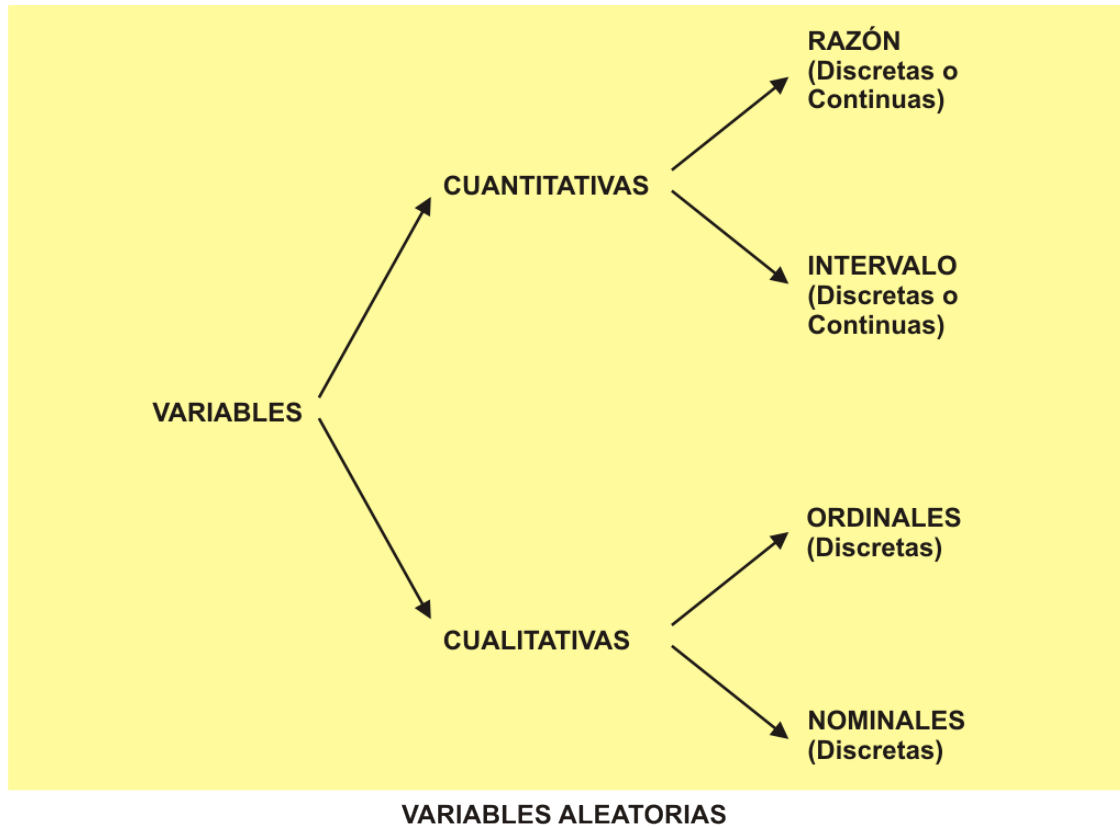 RAZÓN
(Discretas o
Continuas)
CUANTITATIVAS
INTERVALO
(Discretas o
Continuas)
VARIABLES
ORDINALES
(Discretas)
CUALITATIVAS
NOMINALES
(Discretas)
VARIABLES ALEATORIAS